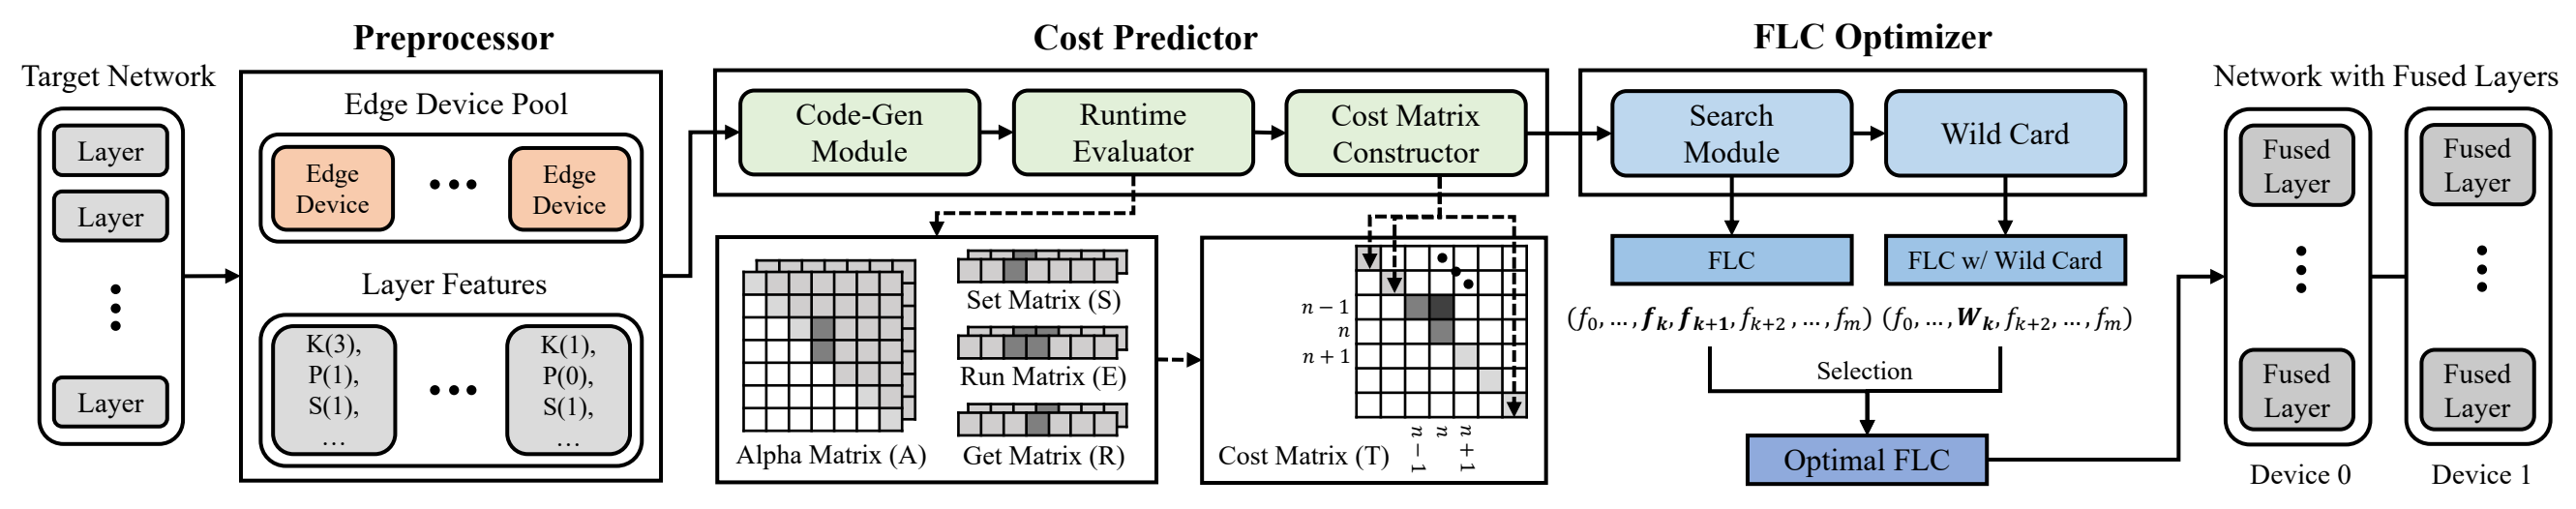 Preprocessor
Cost Predictor
FLC Optimizer
Target Network
Layer
Layer
Layer
Edge Device Pool
Edge
Device
Edge
Device
Layer Features
K(3),
P(1),
S(1),
...
K(1),
P(0),
S(1),
...
Code-Gen
Module
Runtime
Evaluator
Cost Matrix
Constructor
Alpha Matrix (A)
Set Matrix (S)
Run Matrix (E)
Get Matrix (R)
n − 1
n
n + 1
n − 1
n
n + 1
Cost Matrix (T)
Search
Module
Wild Card
FLC
FLC w/ Wild Card
(f₀, ..., fₖ, fₖ₊₁, fₖ₊₂, ..., fₘ)
(f₀, ..., Wₖ, fₖ₊₂, ..., fₘ)
Selection
Optimal FLC
Network with Fused Layers
Fused
Layer
Fused
Layer
Fused
Layer
Fused
Layer
Device 0
Device 1